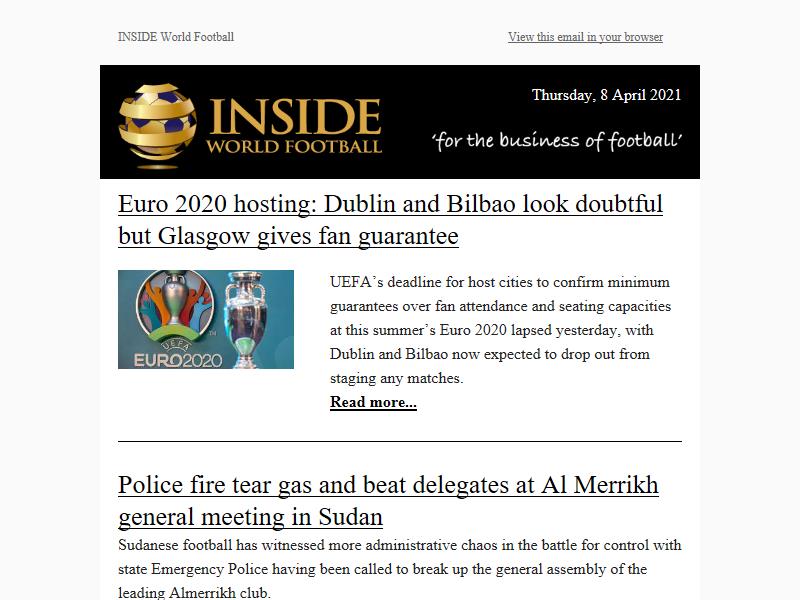 INSIDE World Football
View this email in your browser
INSIDE
WORLD FOOTBALL
Thursday, 8 April 2021
‘for the business of football’
Euro 2020 hosting: Dublin and Bilbao look doubtful
but Glasgow gives fan guarantee
UEFA
EURO2020
TM
UEFA’s deadline for host cities to confirm minimum
guarantees over fan attendance and seating capacities
at this summer’s Euro 2020 lapsed yesterday, with
Dublin and Bilbao now expected to drop out from
staging any matches.
Read more...
Police fire tear gas and beat delegates at Al Merrikh
general meeting in Sudan
Sudanese football has witnessed more administrative chaos in the battle for control with
state Emergency Police having been called to break up the general assembly of the
leading Almerrikh club.